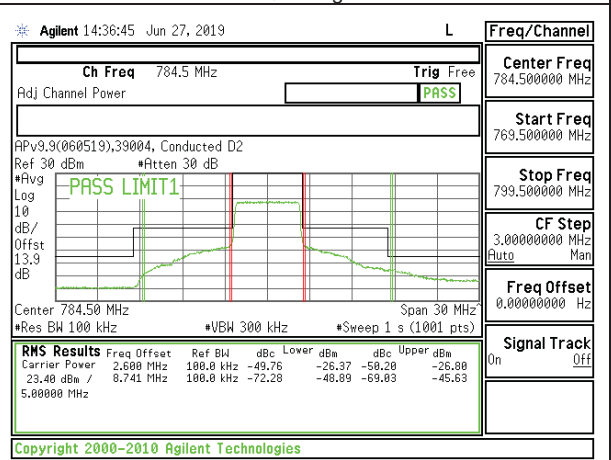 Agilent 14:36:45 Jun 27, 2019 L
Ch Freq 784.5 MHz Trig Free
Adj Channel Power PASS
APv9.9(060519),39004, Conducted D2
Ref 30 dBm #Atten 30 dB
#Avg
Log
10
dB/
Offst
13.9
dB
PASS LIMIT1
Center 784.50 MHz Span 30 MHz
#Res BW 100 kHz #VBW 300 kHz #Sweep 1 s (1001 pts)
RMS Results Freq Offset Ref BW dBc Lower dBm dBc Upper dBm
Carrier Power 2.600 MHz 100.0 kHz -49.76 -26.37 -50.20 -26.80
23.40 dBm / 8.741 MHz 100.0 kHz -72.28 -48.89 -69.03 -45.63
5.00000 MHz
Copyright 2000-2010 Agilent Technologies
Freq/Channel
Center Freq
784.500000 MHz
Start Freq
769.500000 MHz
Stop Freq
799.500000 MHz
CF Step
3.00000000 MHz
Auto Man
Freq Offset
0.00000000 Hz
Signal Track
On Off